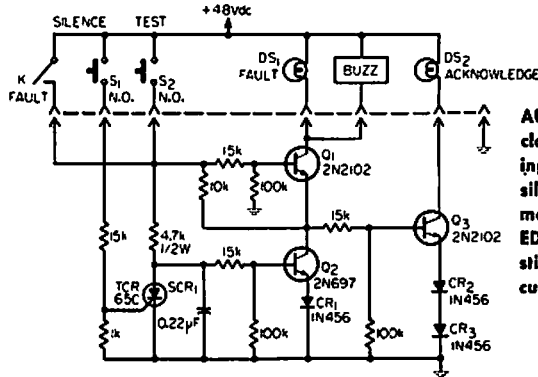 +48Vdc
SILENCE TEST
K
FAULT
S1
N.O.
S2
N.O.
DS1
FAULT
BUZZ
DS2
ACKNOWLEDGE
15k
Q1
2N2102
10k
100k
15k
4.7k
1/2W
15k
Q3
2N2102
15k
Q2
2N697
TCR
65C
SCR1
0.22µF
CR1
1N456
CR2
1N456
1k
100k
100k
CR3
1N456
ED